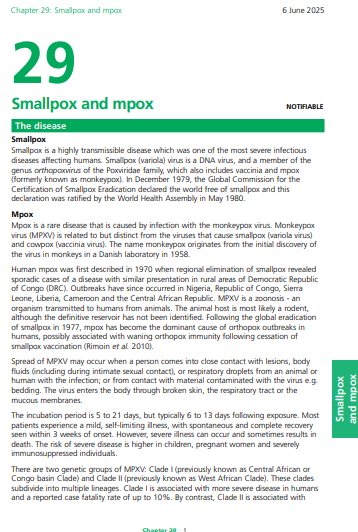 Chapter 29: Smallpox and mpox
6 June 2025
29
Smallpox and mpox
NOTIFIABLE
The disease
Smallpox
Smallpox is a highly transmissible disease which was one of the most severe infectious
diseases affecting humans. Smallpox (variola) virus is a DNA virus, and a member of the
genus orthopoxvirus of the Poxviridae family, which also includes vaccinia and mpox
(formerly known as monkeypox). In December 1979, the Global Commission for the
Certification of Smallpox Eradication declared the world free of smallpox and this
declaration was ratified by the World Health Assembly in May 1980.
Mpox
Mpox is a rare disease that is caused by infection with the monkeypox virus. Monkeypox
virus (MPXV) is related to but distinct from the viruses that cause smallpox (variola virus)
and cowpox (vaccinia virus). The name monkeypox originates from the initial discovery of
the virus in monkeys in a Danish laboratory in 1958.
Human mpox was first described in 1970 when regional elimination of smallpox revealed
sporadic cases of a disease with similar presentation in rural areas of Democratic Republic
of Congo (DRC). Outbreaks have since occurred in Nigeria, Republic of Congo, Sierra
Leone, Liberia, Cameroon and the Central African Republic. MPXV is a zoonosis - an
organism transmitted to humans from animals. The animal host is most likely a rodent,
although the definitive reservoir has not been identified. Following the global eradication
of smallpox in 1977, mpox has become the dominant cause of orthopox outbreaks in
humans, possibly associated with waning orthopox immunity following cessation of
smallpox vaccination (Rimoin et al. 2010).
Spread of MPXV may occur when a person comes into close contact with lesions, body
fluids (including during intimate sexual contact), or respiratory droplets from an animal or
human with the infection; or from contact with material contaminated with the virus e.g.
bedding. The virus enters the body through broken skin, the respiratory tract or the
mucous membranes.
The incubation period is 5 to 21 days, but typically 6 to 13 days following exposure. Most
patients experience a mild, self-limiting illness, with spontaneous and complete recovery
seen within 3 weeks of onset. However, severe illness can occur and sometimes results in
death. The risk of severe disease is higher in children, pregnant women and severely
immunosuppressed individuals.
There are two genetic groups of MPXV: Clade I (previously known as Central African or
Congo basin Clade) and Clade II (previously known as West African Clade). These clades
subdivide into multiple lineages. Clade I is associated with more severe disease in humans
and a reported case fatality rate of up to 10%. By contrast, Clade II is associated with
Smallpox
and mpox